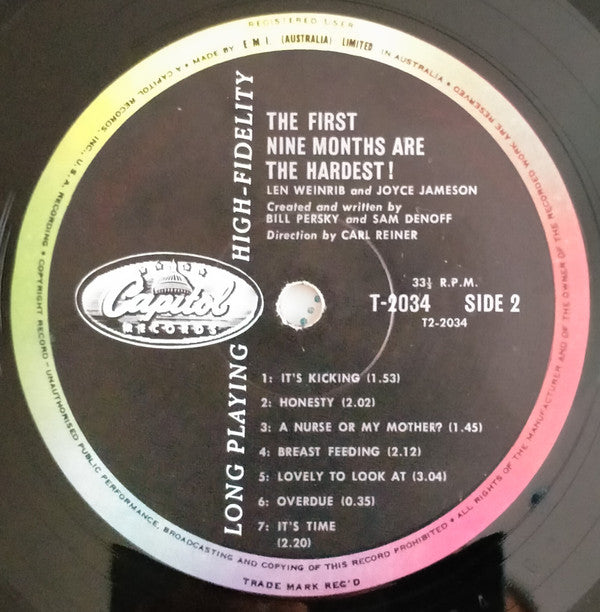 REGISTERED USER
MADE BY E M I. (AUSTRALIA) LIMITED IN AUSTRALIA • ALL RIGHTS OF THE MANUFACTURER AND OF THE OWNER OF THE RECORDED WORK ARE RESERVED •
• A CAPITOL RECORDS, INC., U.S.A. RECORDING • COPYRIGHT RECORD—UNAUTHORISED PUBLIC PERFORMANCE, BROADCASTING AND COPYING OF THIS RECORD PROHIBITED •
TRADE MARK REC'D
LONG PLAYING HIGH-FIDELITY
Capitol
RECORDS
THE FIRST
NINE MONTHS ARE
THE HARDEST!
LEN WEINRIB and JOYCE JAMESON
Created and written by
BILL PERSKY and SAM DENOFF
Direction by CARL REINER
33⅓ R.P.M.
T-2034 SIDE 2
T2-2034
1: IT'S KICKING (1.53)
2: HONESTY (2.02)
3: A NURSE OR MY MOTHER? (1.45)
4: BREAST FEEDING (2.12)
5: LOVELY TO LOOK AT (3.04)
6: OVERDUE (0.35)
7: IT'S TIME
(2.20)